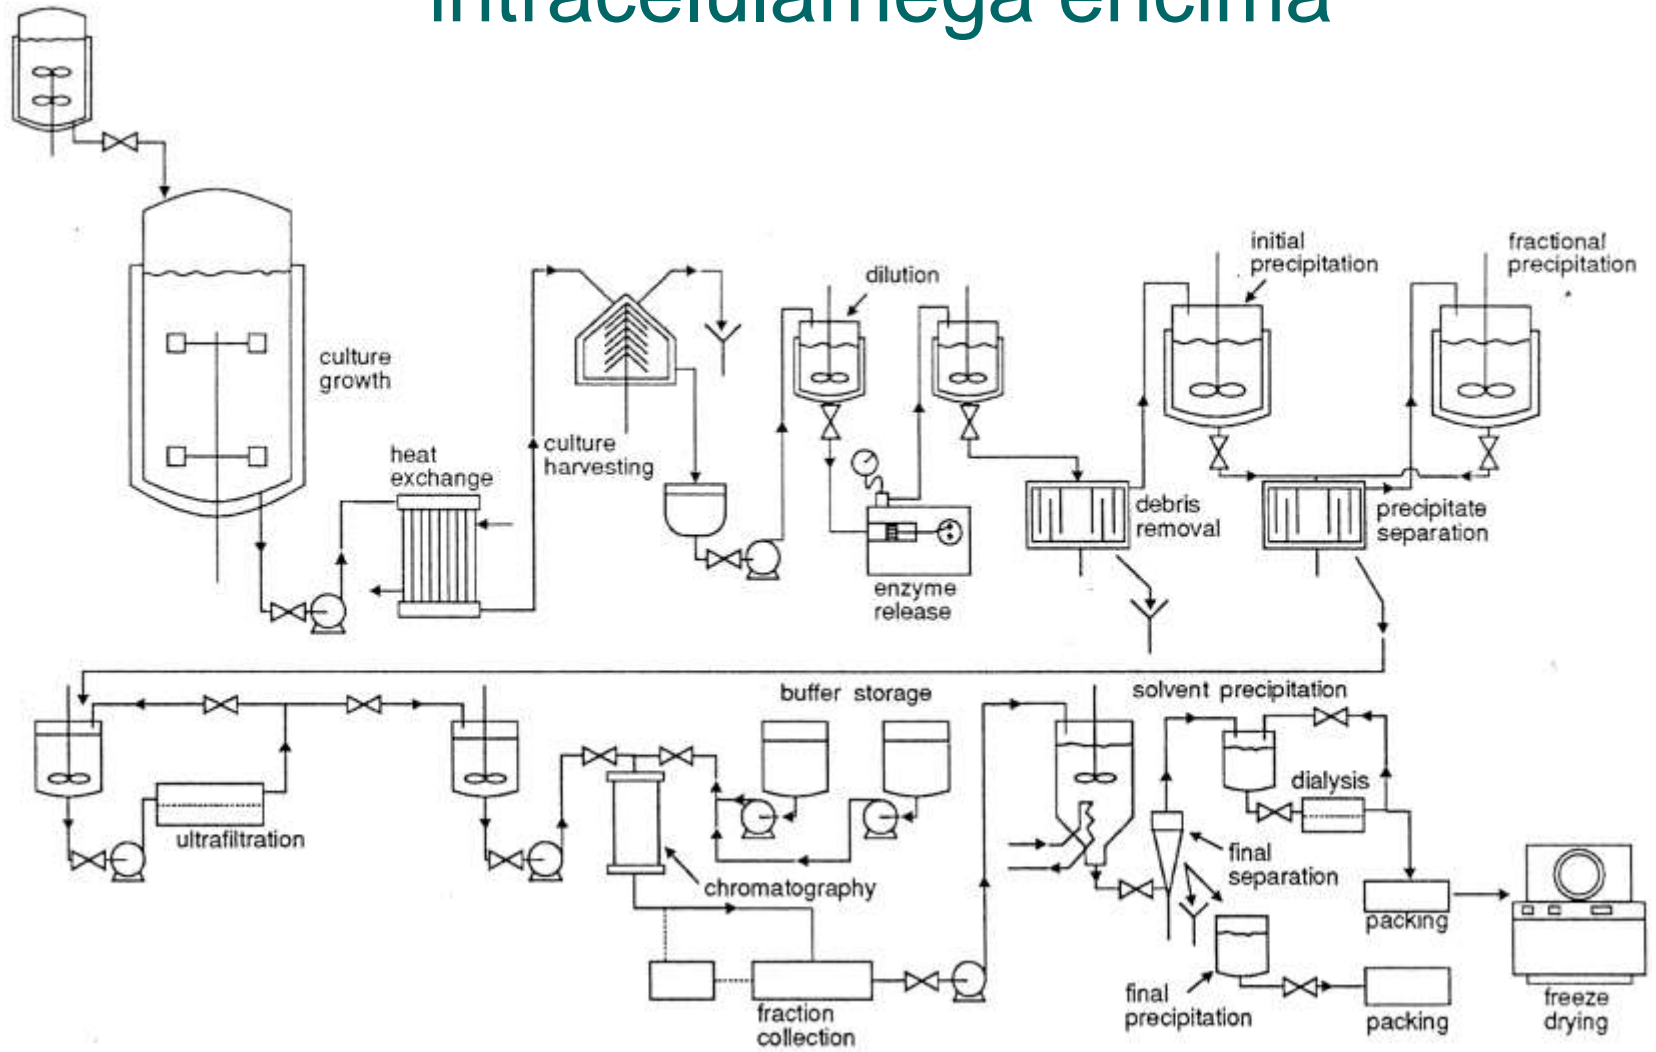 intracelularnega encima
initial
precipitation
fractional
precipitation
dilution
culture
growth
heat
exchange
culture
harvesting
debris
removal
precipitate
separation
enzyme
release
buffer storage
solvent precipitation
dialysis
ultrafiltration
final
separation
chromatography
packing
final
precipitation
packing
freeze
drying
fraction
collection